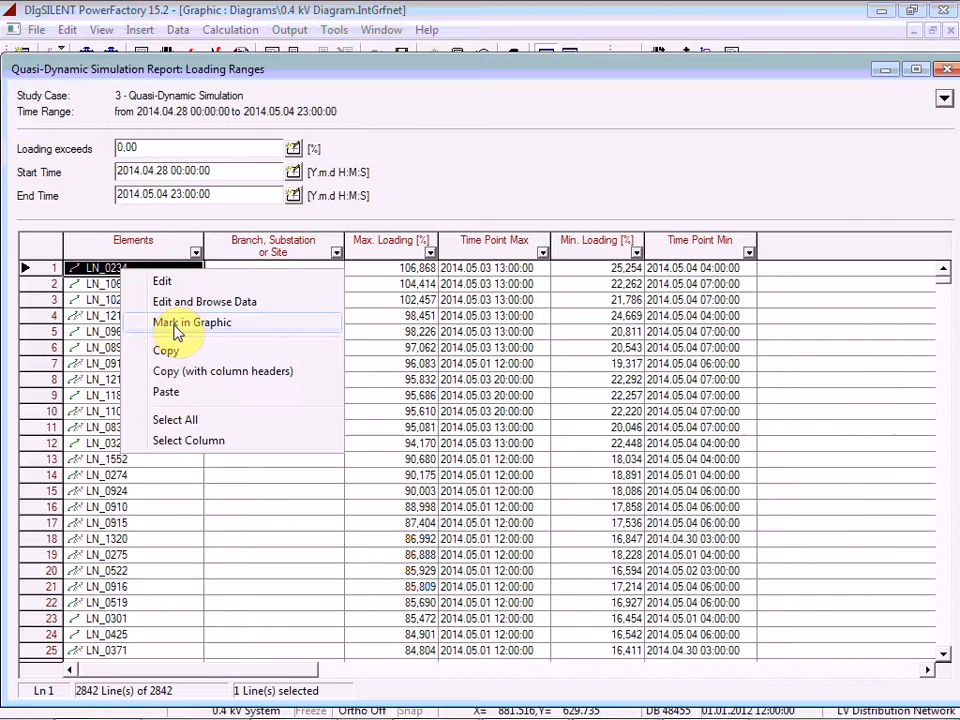 DIgSILENT PowerFactory 15.2 - [Graphic : Diagrams\0.4 kV Diagram.IntGrfnet]
File Edit View Insert Data Calculation Output Tools Window Help
Quasi-Dynamic Simulation Report: Loading Ranges
Study Case: 3 - Quasi-Dynamic Simulation
Time Range: from 2014.04.28 00:00:00 to 2014.05.04 23:00:00
Loading exceeds 0,00 [%]
Start Time 2014.04.28 00:00:00 [Y.m.d H:M:S]
End Time 2014.05.04 23:00:00 [Y.m.d H:M:S]
Elements Branch, Substation or Site Max. Loading [%] Time Point Max Min. Loading [%] Time Point Min
1 LN_0234 106,868 2014.05.03 13:00:00 25,254 2014.05.04 04:00:00
2 104,414 2014.05.03 13:00:00 22,262 2014.05.04 07:00:00
3 102,457 2014.05.03 13:00:00 21,786 2014.05.04 07:00:00
4 98,451 2014.05.03 13:00:00 24,669 2014.05.04 04:00:00
5 98,226 2014.05.03 13:00:00 20,811 2014.05.04 07:00:00
6 97,062 2014.05.03 13:00:00 20,543 2014.05.04 07:00:00
7 96,083 2014.05.01 12:00:00 19,317 2014.05.04 06:00:00
8 95,832 2014.05.03 20:00:00 22,292 2014.05.04 07:00:00
9 95,686 2014.05.03 20:00:00 22,257 2014.05.04 07:00:00
10 95,610 2014.05.03 20:00:00 22,220 2014.05.04 07:00:00
11 95,081 2014.05.03 13:00:00 20,046 2014.05.04 07:00:00
12 94,170 2014.05.03 13:00:00 22,448 2014.05.04 04:00:00
13 LN_1552 90,680 2014.05.01 12:00:00 18,034 2014.05.04 06:00:00
14 LN_0274 90,175 2014.05.01 12:00:00 18,891 2014.05.01 04:00:00
15 LN_0924 90,003 2014.05.01 12:00:00 18,086 2014.05.04 06:00:00
16 LN_0910 88,998 2014.05.01 12:00:00 17,858 2014.05.04 06:00:00
17 LN_0915 87,404 2014.05.01 12:00:00 17,536 2014.05.04 06:00:00
18 LN_1320 86,992 2014.05.01 12:00:00 16,847 2014.04.30 03:00:00
19 LN_0275 86,888 2014.05.01 12:00:00 18,228 2014.05.01 04:00:00
20 LN_0522 85,929 2014.05.01 12:00:00 16,594 2014.05.02 03:00:00
21 LN_0916 85,809 2014.05.01 12:00:00 17,214 2014.05.04 06:00:00
22 LN_0519 85,690 2014.05.01 12:00:00 16,927 2014.05.04 06:00:00
23 LN_0301 85,472 2014.05.01 12:00:00 16,454 2014.05.01 04:00:00
24 LN_0425 84,901 2014.05.01 12:00:00 16,542 2014.05.04 06:00:00
25 LN_0371 84,804 2014.05.01 12:00:00 16,411 2014.05.04 03:00:00
Edit
Edit and Browse Data
Mark in Graphic
Copy
Copy (with column headers)
Paste
Select All
Select Column
Ln 1 2842 Line(s) of 2842 1 Line(s) selected
0.4 kV System Freeze Ortho Off Snap X= 881.516,Y= 629.735 DB 48455 01.01.2012 12:00:00 LV Distribution Network